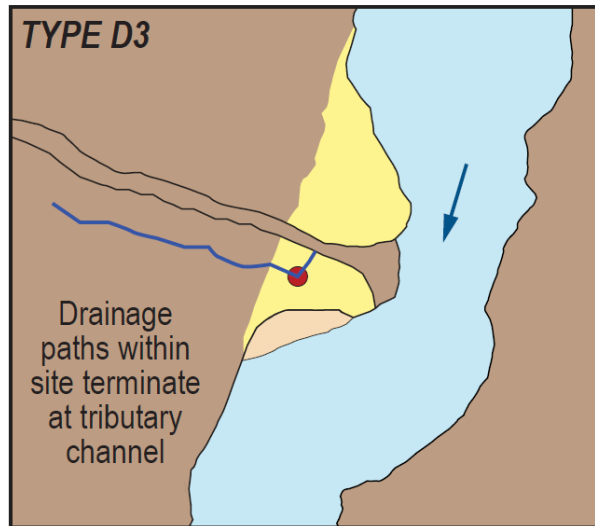 TYPE D3
Drainage
paths within
site terminate
at tributary
channel